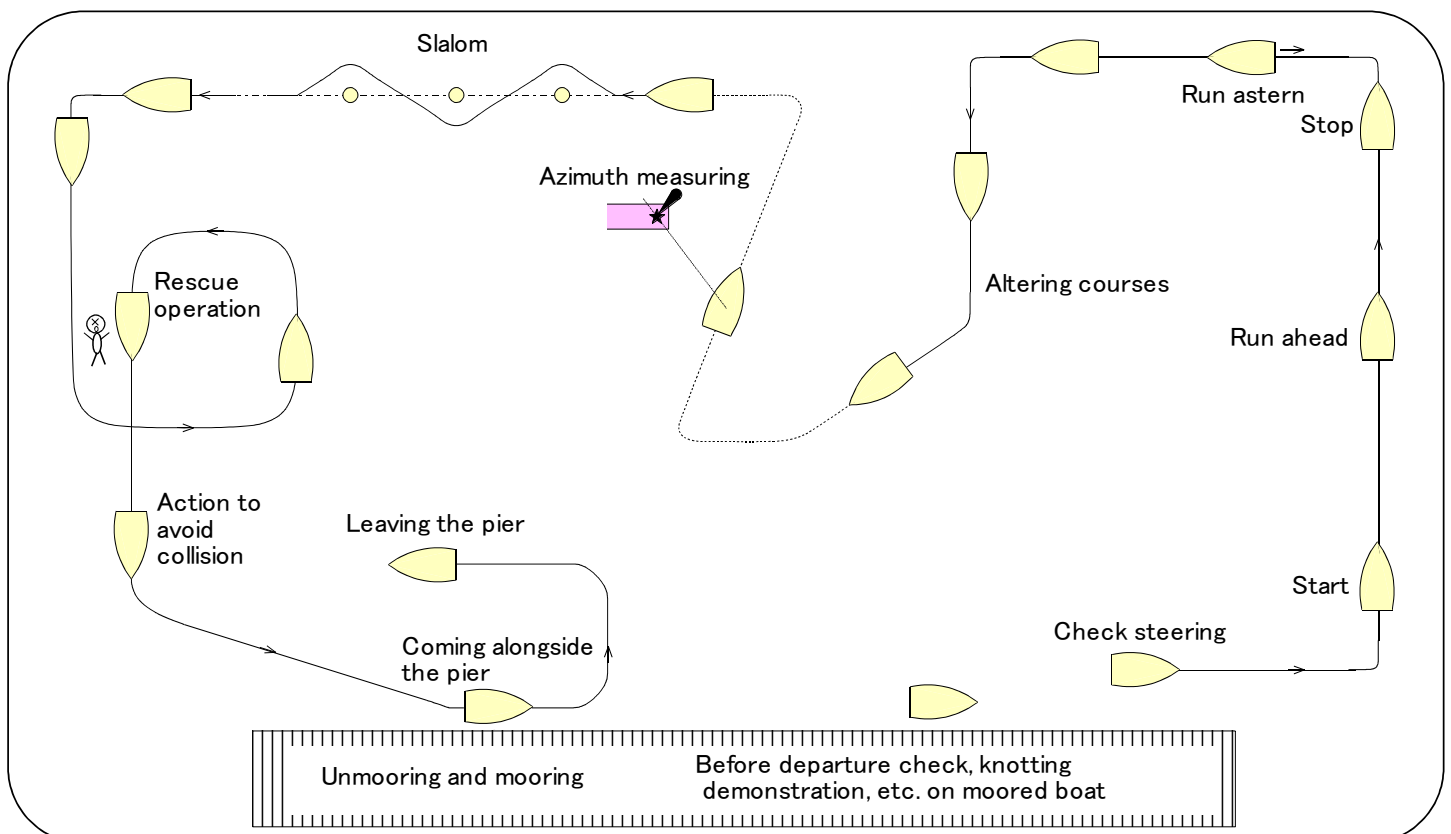 Slalom
Run astern
Stop
Azimuth measuring
Rescue
operation
Altering courses
Run ahead
Action to
avoid
collision
Leaving the pier
Start
Check steering
Coming alongside
the pier
Unmooring and mooring
Before departure check, knotting
demonstration, etc. on moored boat